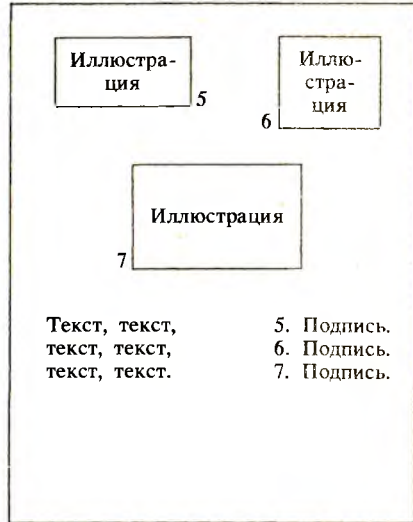 Иллюстра-
ция
5
Иллю-
стра-
ция
6
Иллюстрация
7
Текст, текст,
текст, текст,
текст, текст.
5. Подпись.
6. Подпись.
7. Подпись.